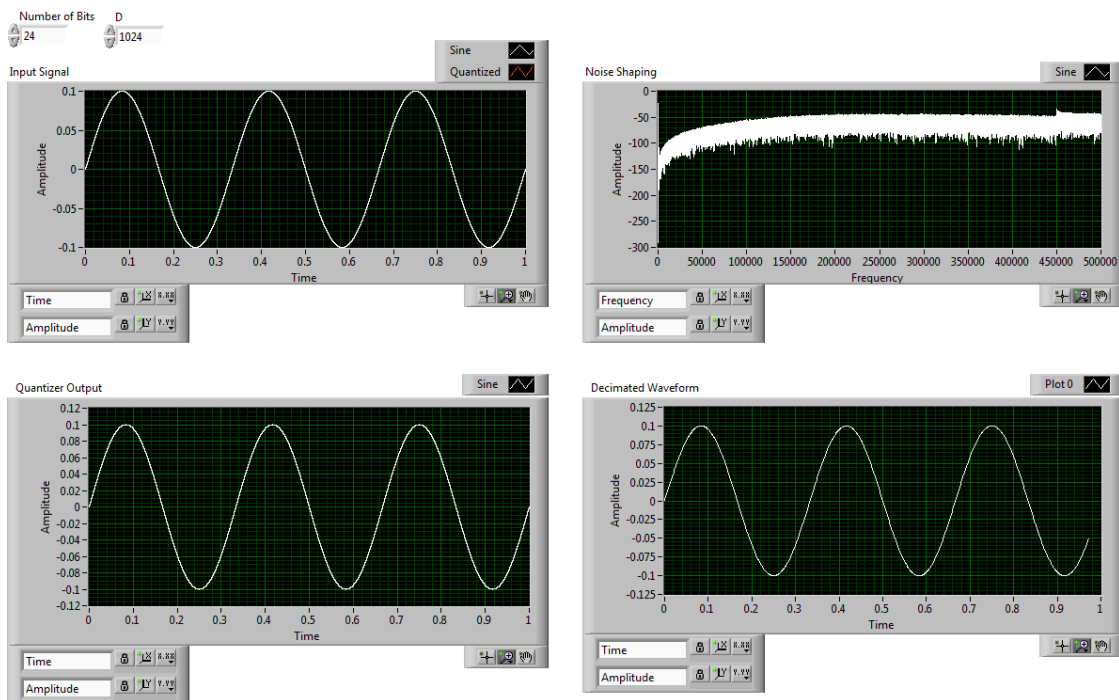 Number of Bits
D
24
1024
Input Signal
Sine
Quantized
Amplitude
0.1
0.05
0
-0.05
-0.1
0 0.1 0.2 0.3 0.4 0.5 0.6 0.7 0.8 0.9 1
Time
Time
Amplitude
Noise Shaping
Sine
Amplitude
0
-50
-100
-150
-200
-250
-300
0 50000 100000 150000 200000 250000 300000 350000 400000 450000 500000
Frequency
Frequency
Amplitude
Quantizer Output
Sine
Amplitude
0.12
0.1
0.08
0.06
0.04
0.02
0
-0.02
-0.04
-0.06
-0.08
-0.1
-0.12
0 0.1 0.2 0.3 0.4 0.5 0.6 0.7 0.8 0.9 1
Time
Time
Amplitude
Decimated Waveform
Plot 0
Amplitude
0.125
0.1
0.075
0.05
0.025
0
-0.025
-0.05
-0.075
-0.1
-0.125
0 0.1 0.2 0.3 0.4 0.5 0.6 0.7 0.8 0.9 1
Time
Time
Amplitude